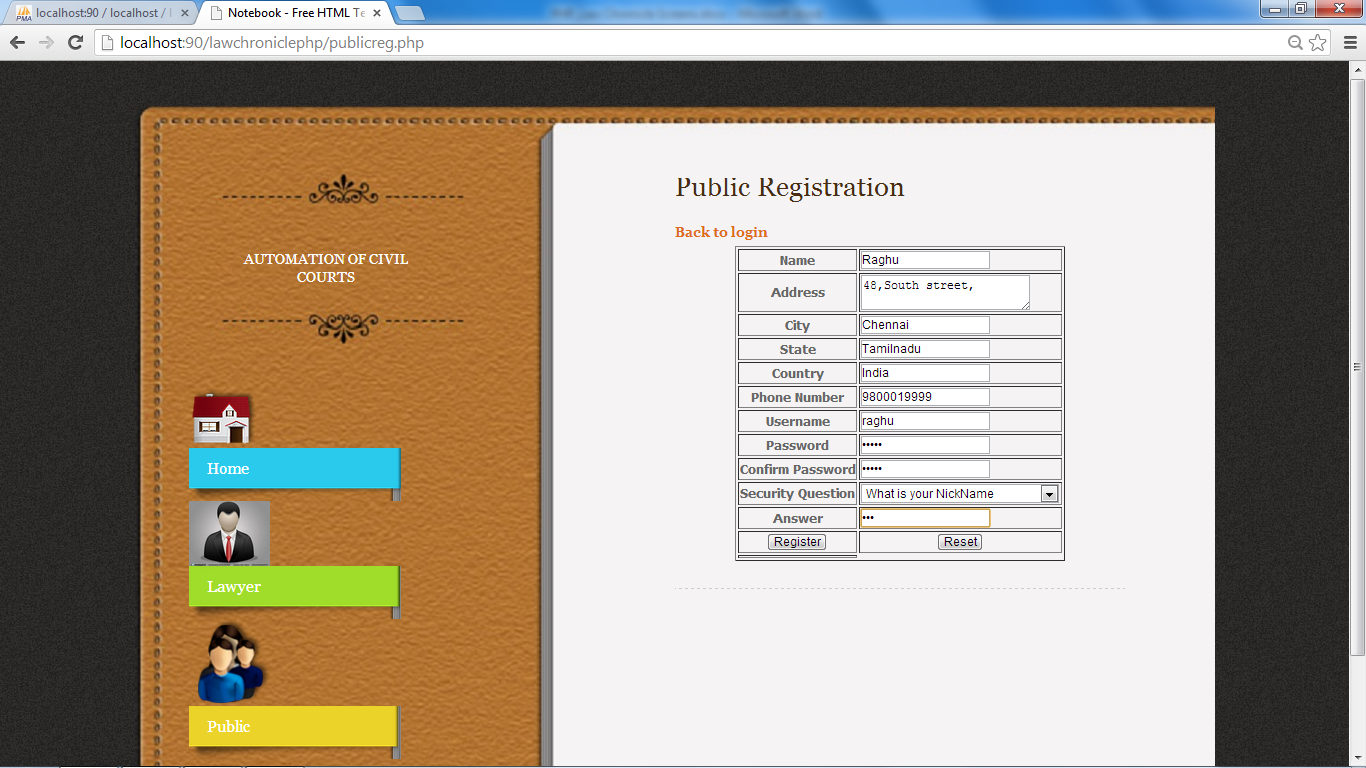 localhost:90 / localhost / l
Notebook - Free HTML Te
localhost:90/lawchroniclephp/publicreg.php
AUTOMATION OF CIVIL
COURTS
Home
Lawyer
Public
Public Registration
Back to login
Name Raghu
Address 48,South street,
City Chennai
State Tamilnadu
Country India
Phone Number 9800019999
Username raghu
Password •••••
Confirm Password •••••
Security Question What is your NickName
Answer •••
Register Reset